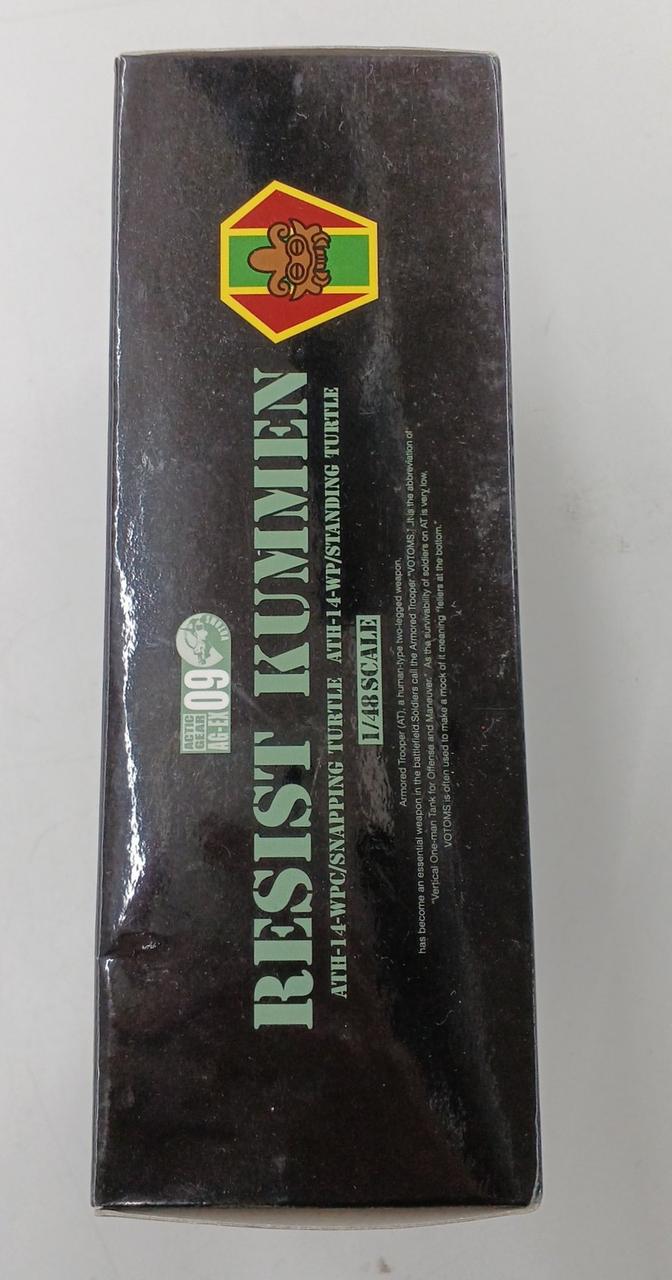 ACTIC
GEAR
AG-EX
09
TAKARA
RESIST KUMMEN
ATH-14-WPC/SNAPPING TURTLE ATH-14-WP/STANDING TURTLE
1/48 SCALE
Armored Trooper (AT), a human-type two-legged weapon,
has become an essential weapon in the battlefield.Soldiers call the Armored Trooper "VOTOMS." It is the abbreviation of
"Vertical One-man Tank for Offense and Maneuver." As the survivability of soldiers on AT is very low,
VOTOMS is often used to make a mock of it meaning "fellers at the bottom."